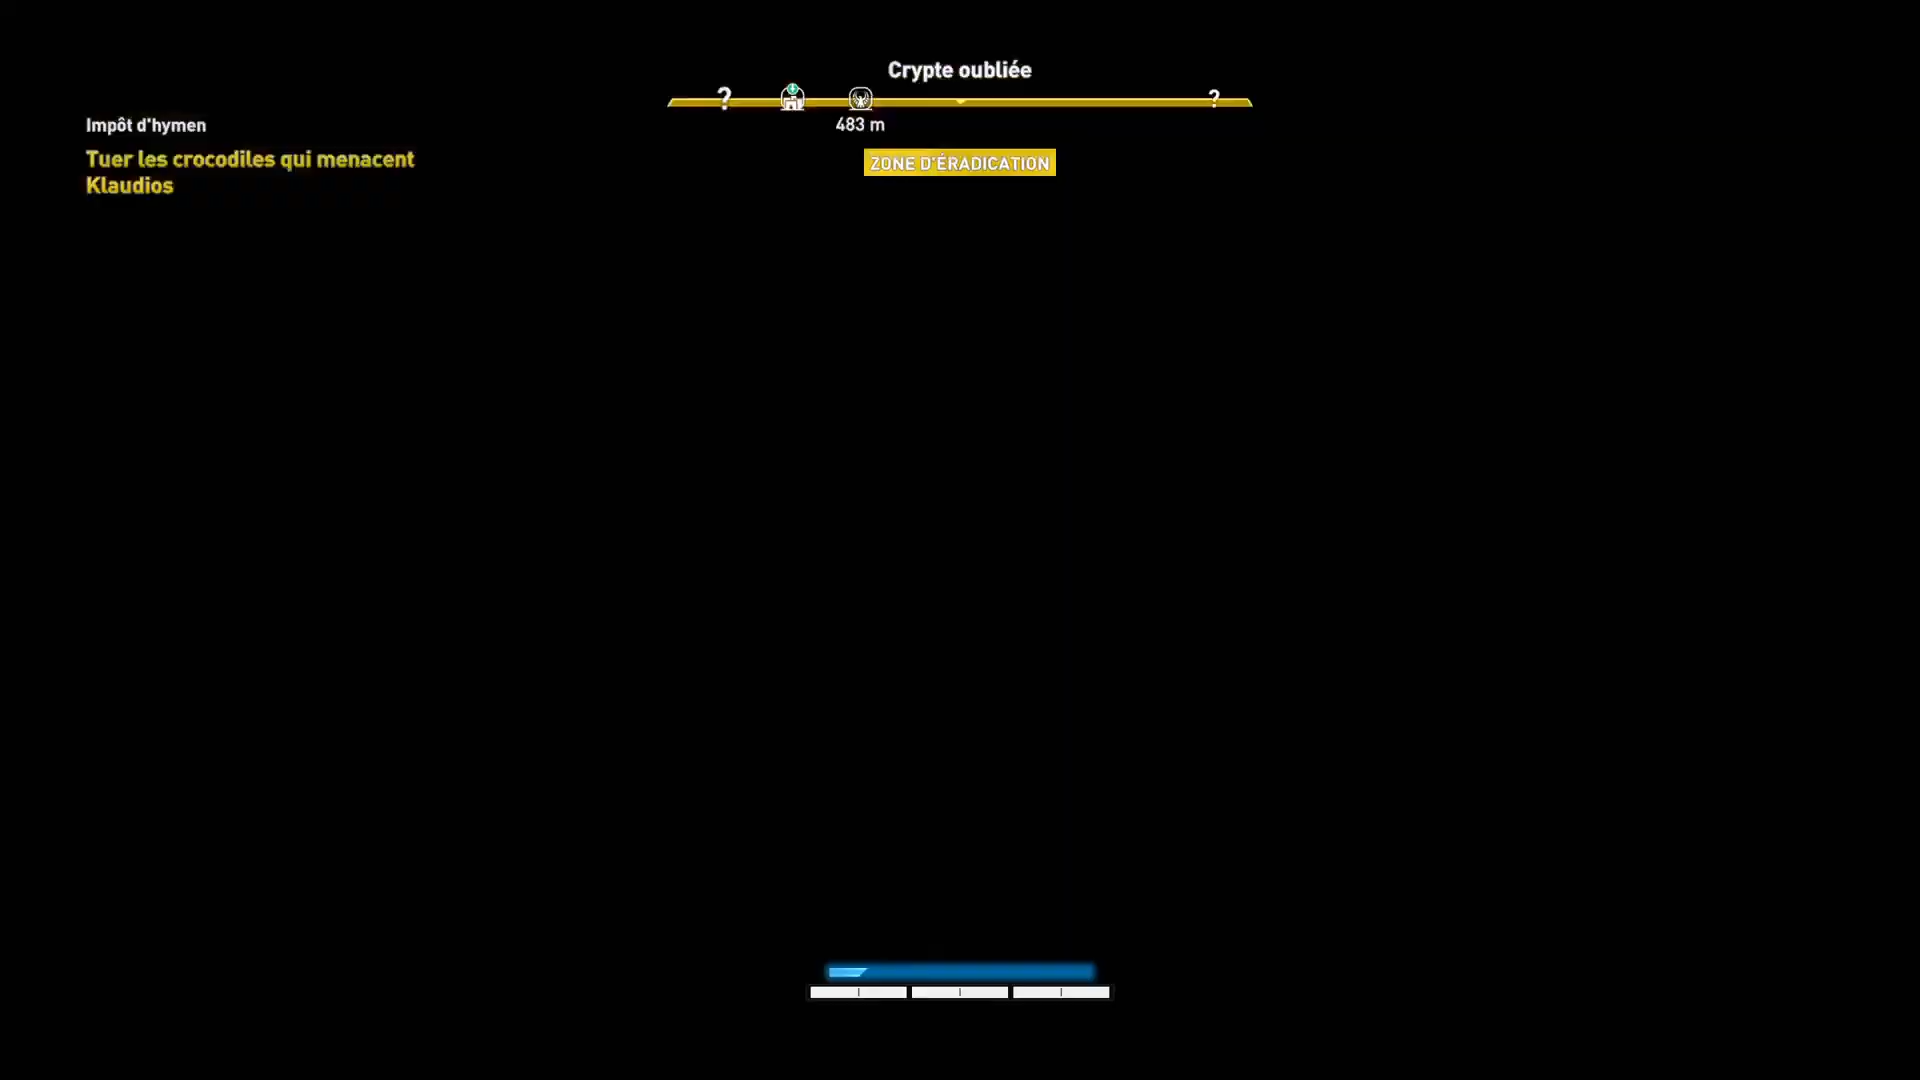 Crypte oubliée
? ?
483 m
Impôt d'hymen
Tuer les crocodiles qui menacent
Klaudios
ZONE D'ÉRADICATION